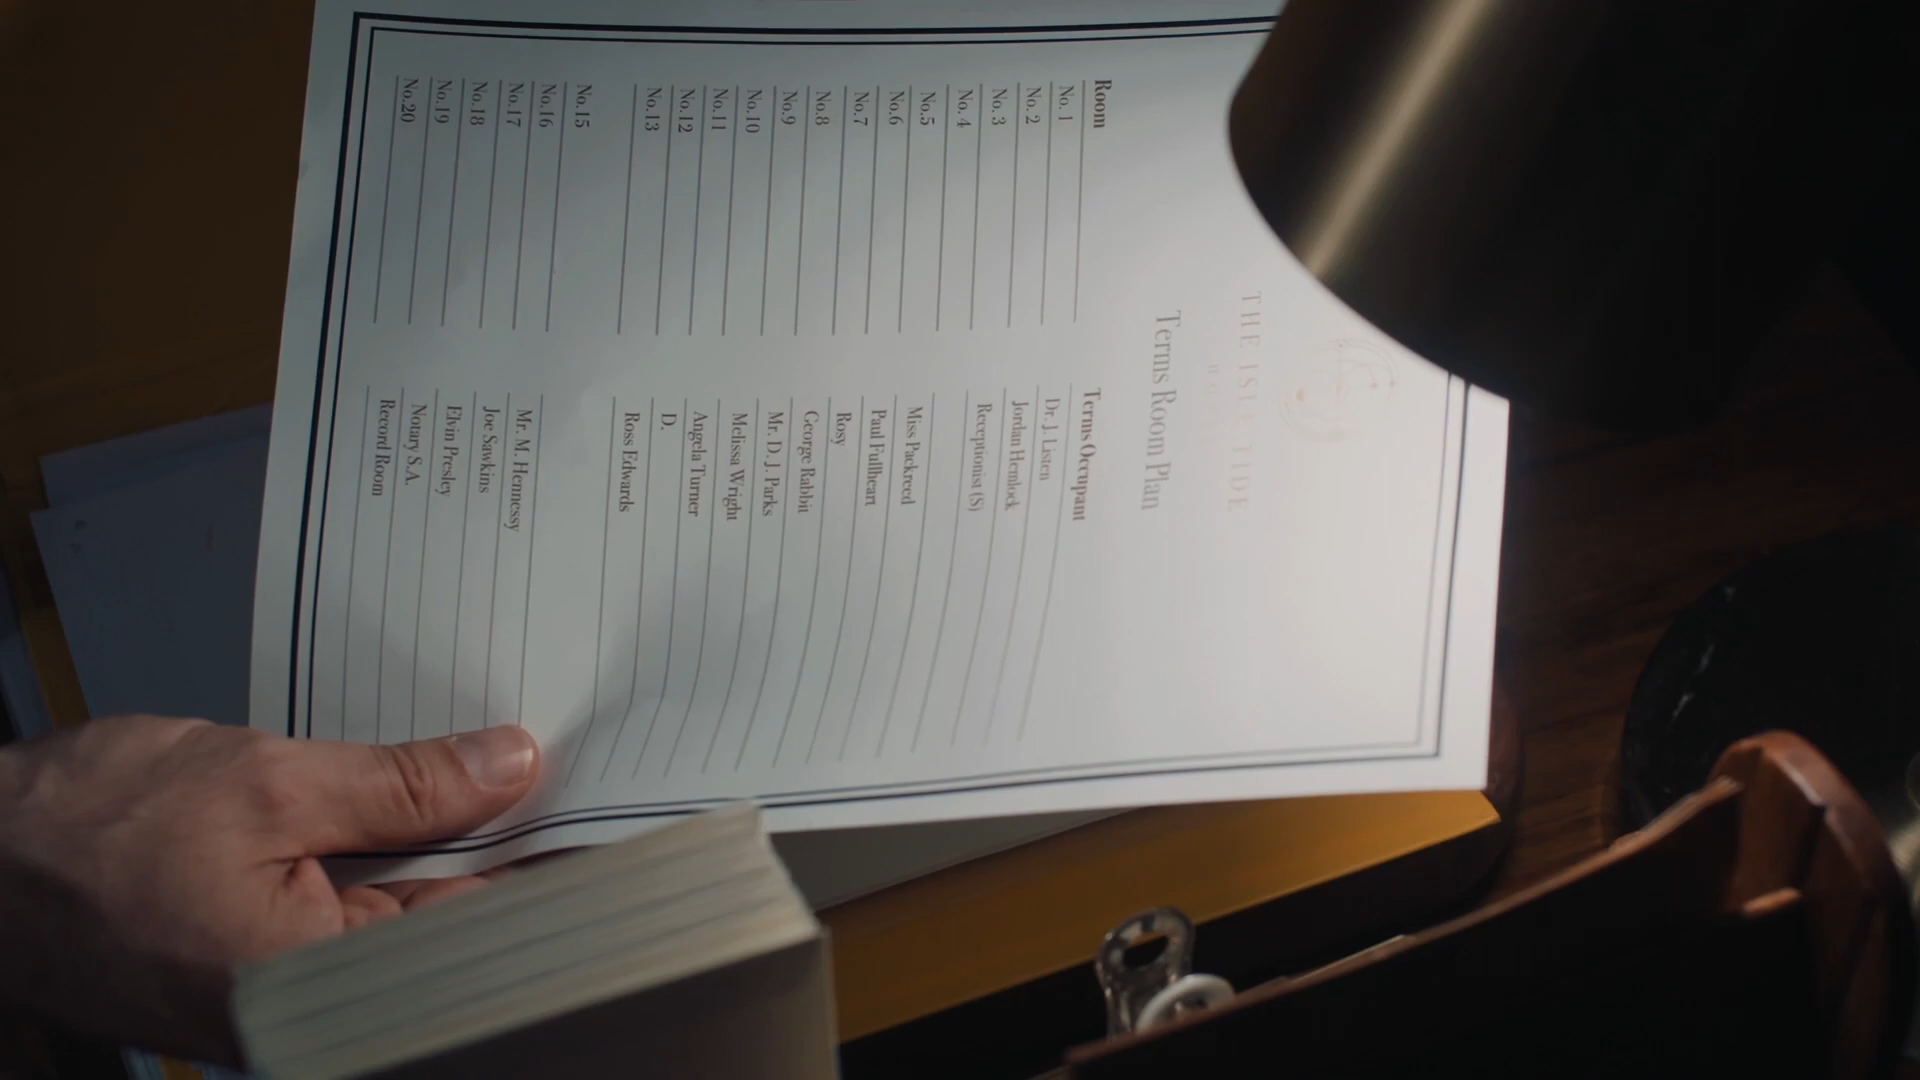 THE ISLE TIDE
Terms Room Plan
Room Terms Occupant
No. 1 Dr. J. Listen
No. 2 Jordan Hemlock
No.3 Receptionist (S)
No. 4
No.5 Miss Packreed
No.6 Paul Fullheart
No.7 Rosy
No.8 George Rabbit
No.9 Mr. D. J. Parks
No.10 Melissa Wright
No.11 Angela Turner
No.12 D.
No.13 Ross Edwards
No.15
No.16 Mr. M. Hennessy
No.17 Joe Sawkins
No.18 Elvin Presley
No.19 Notary S.A.
No.20 Record Room